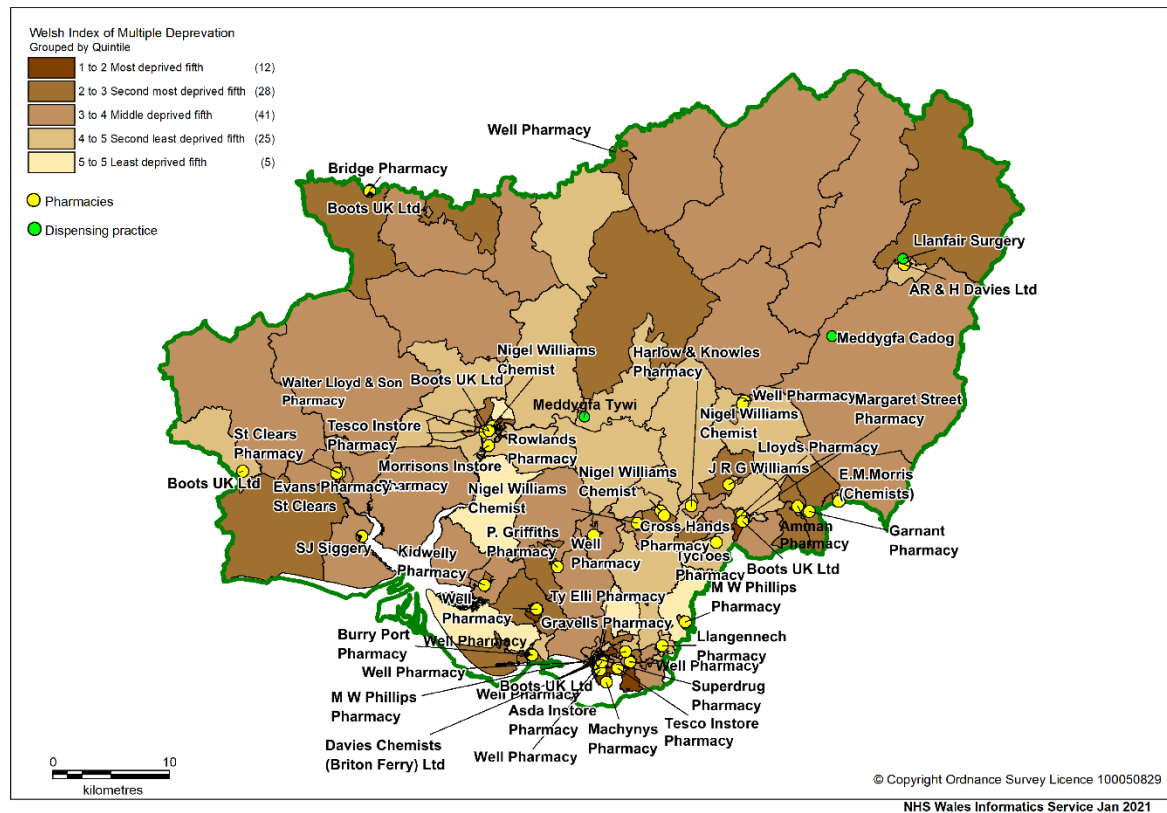 Welsh Index of Multiple Deprevation
Grouped by Quintile
1 to 2 Most deprived fifth (12)
2 to 3 Second most deprived fifth (28)
3 to 4 Middle deprived fifth (41)
4 to 5 Second least deprived fifth (25)
5 to 5 Least deprived fifth (5)
Pharmacies
Dispensing practice
Well Pharmacy
Bridge Pharmacy
Boots UK Ltd
Llanfair Surgery
AR & H Davies Ltd
Meddygfa Cadog
Nigel Williams
Chemist
Harlow & Knowles
Pharmacy
Boots UK Ltd
Walter Lloyd & Son
Pharmacy
Meddygfa Tywi
Well Pharmacy
Margaret Street
Pharmacy
Nigel Williams
Chemist
Tesco Instore
Pharmacy
St Clears
Pharmacy
Rowlands
Pharmacy
Lloyds Pharmacy
Morrisons Instore
Pharmacy
Nigel Williams
Chemist
J R G Williams
E.M.Morris
(Chemists)
Boots UK Ltd
Evans Pharmacy
St Clears
Nigel Williams
Chemist
Cross Hands
Pharmacy
Amman
Pharmacy
Garnant
Pharmacy
P. Griffiths
Pharmacy
SJ Siggery
Kidwelly
Pharmacy
Well
Pharmacy
Tycroes
Pharmacy
Boots UK Ltd
M W Phillips
Pharmacy
Well
Pharmacy
Ty Elli Pharmacy
Gravells Pharmacy
Burry Port
Pharmacy
Well Pharmacy
Well Pharmacy
Llangennech
Pharmacy
Well Pharmacy
M W Phillips
Pharmacy
Boots UK Ltd
Well Pharmacy
Superdrug
Pharmacy
Asda Instore
Pharmacy
Tesco Instore
Pharmacy
Machynys
Pharmacy
Davies Chemists
(Briton Ferry) Ltd
Well Pharmacy
0 10
kilometres
© Copyright Ordnance Survey Licence 100050829
NHS Wales Informatics Service Jan 2021